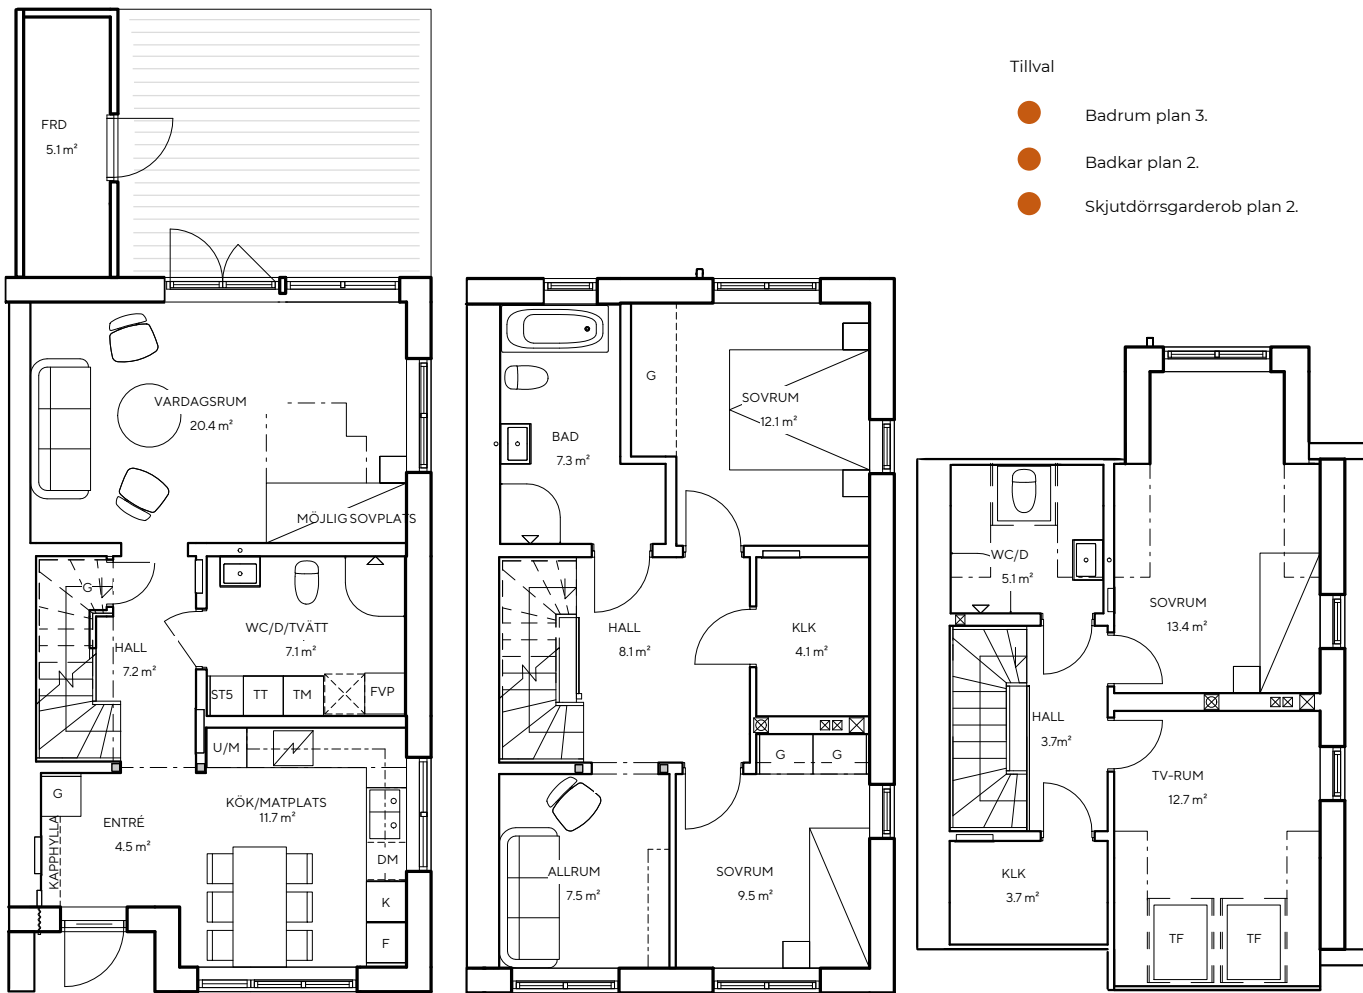 Tillval
Badrum plan 3.
Badkar plan 2.
Skjutdörrsgarderob plan 2.
FRD
5.1 m²
VARDAGSRUM
20.4 m²
MÖJLIG SOVPLATS
G
HALL
7.2 m²
WC/D/TVÄTT
7.1 m²
ST5
TT
TM
FVP
U/M
G
KAPPHYLLA
ENTRÉ
4.5 m²
KÖK/MATPLATS
11.7 m²
DM
K
F
G
SOVRUM
12.1 m²
BAD
7.3 m²
HALL
8.1 m²
KLK
4.1 m²
G
G
ALLRUM
7.5 m²
SOVRUM
9.5 m²
WC/D
5.1 m²
SOVRUM
13.4 m²
HALL
3.7m²
TV-RUM
12.7 m²
KLK
3.7 m²
TF
TF